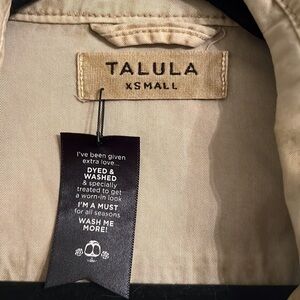 TALULA
XSMALL
I've been given
extra love...
DYED &
WASHED
& specially
treated to get
a worn-in look
I'M A MUST
for all seasons
WASH ME
MORE!